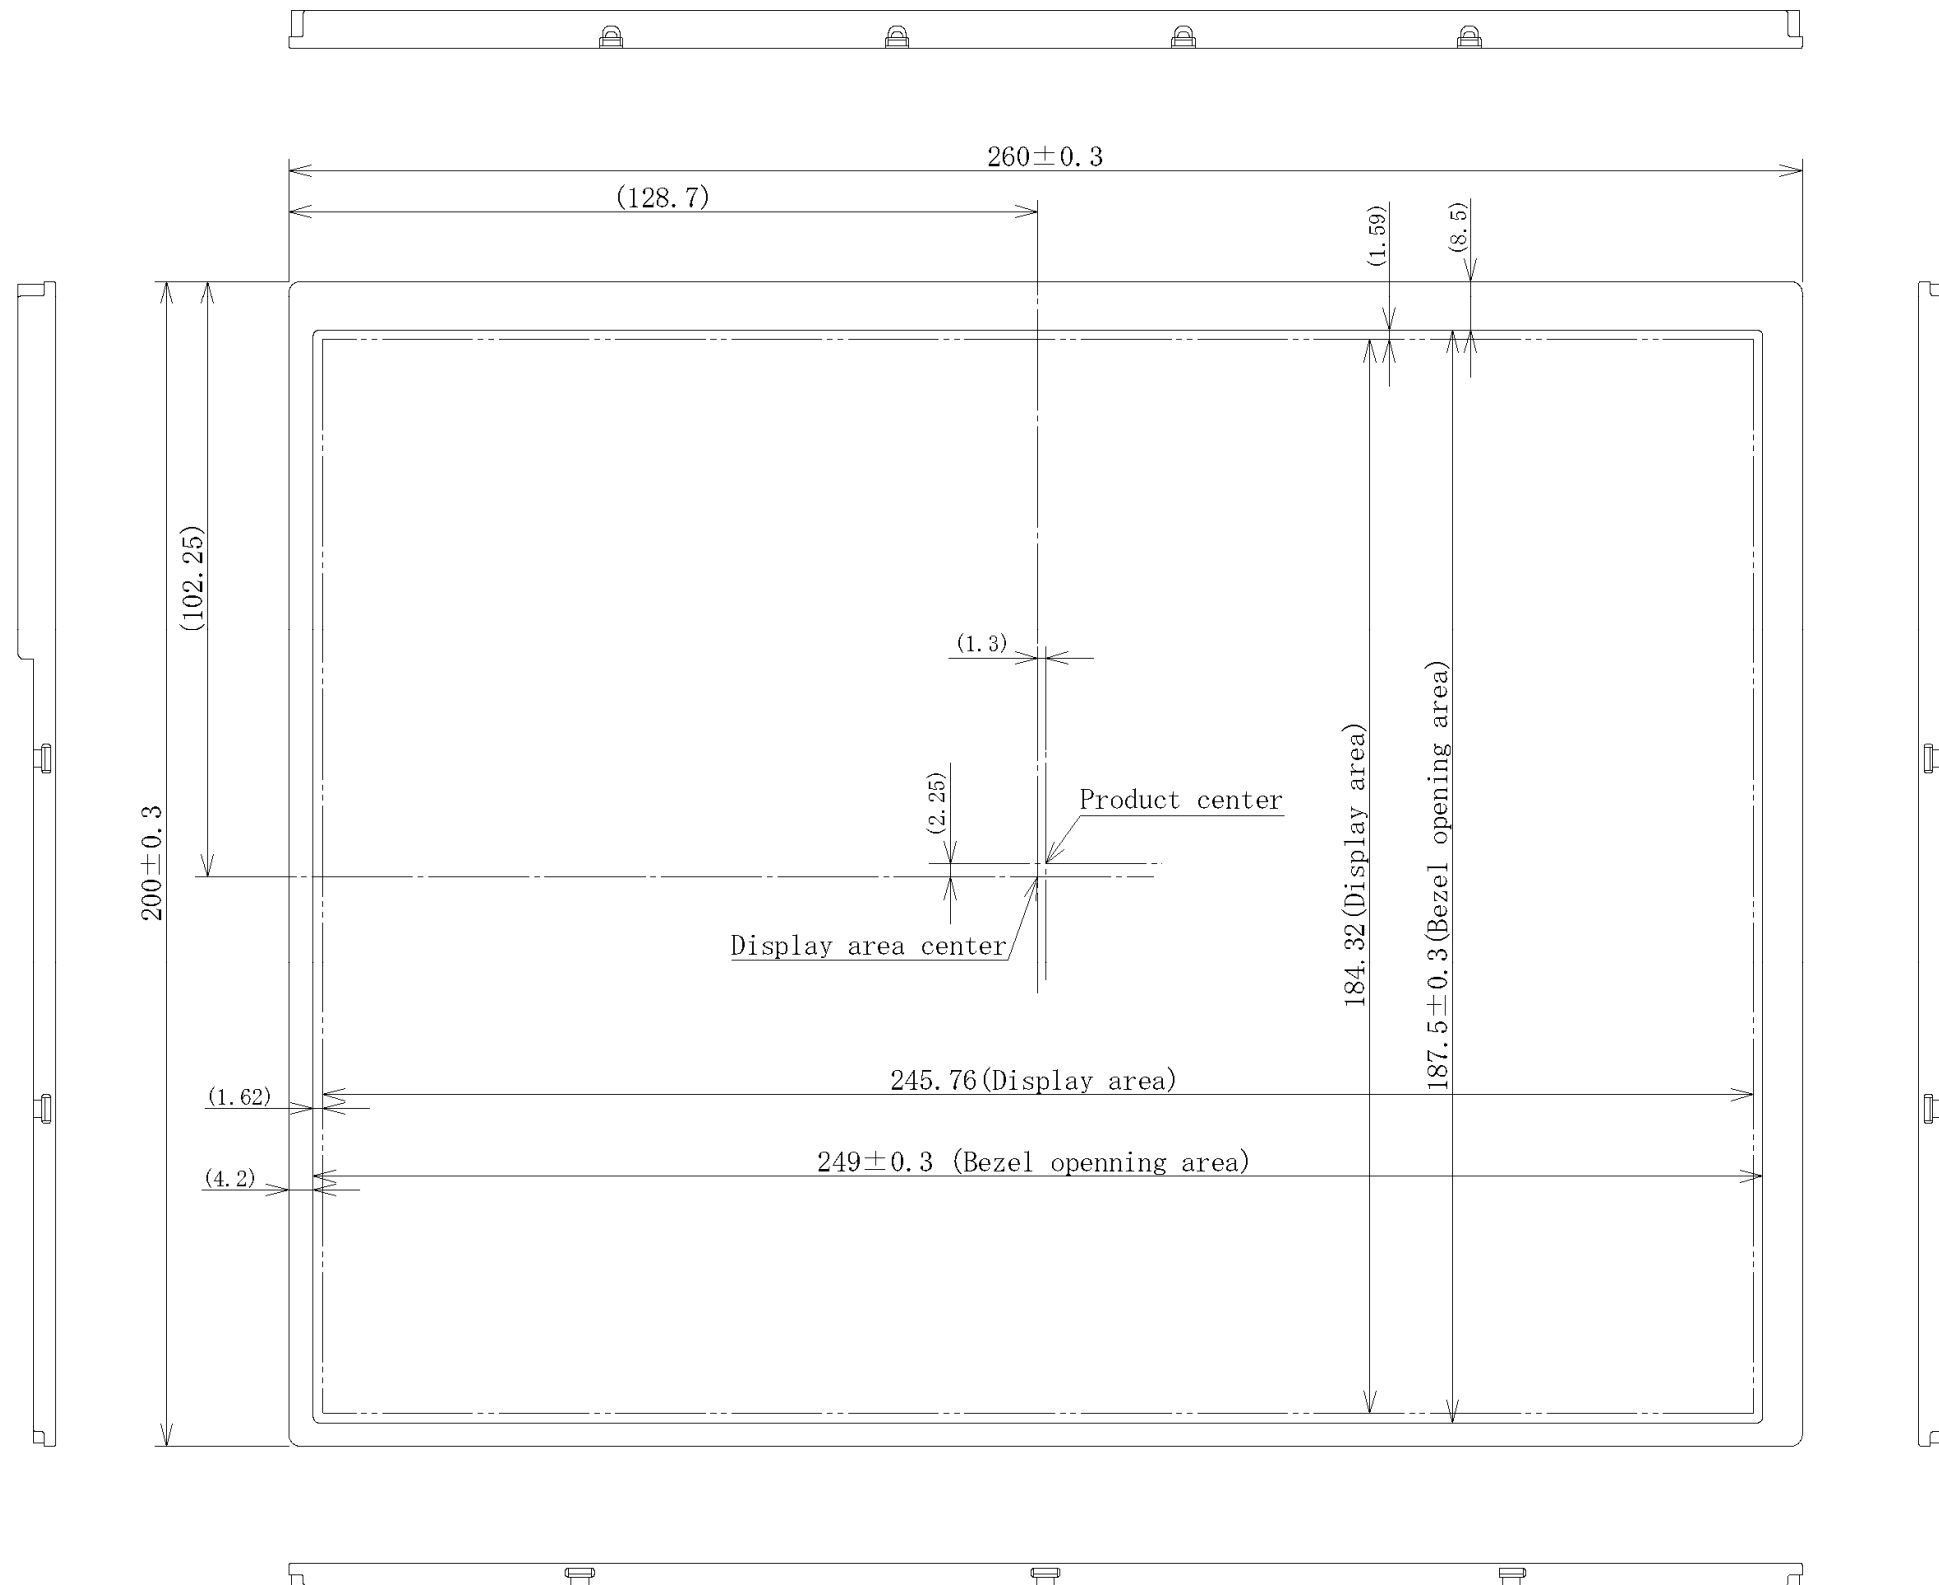 260±0.3
(128.7)
(1.59)
(8.5)
(102.25)
(1.3)
200±0.3
(2.25)
Product center
184.32(Display area)
187.5±0.3(Bezel opening area)
Display area center
245.76(Display area)
(1.62)
249±0.3 (Bezel openning area)
(4.2)